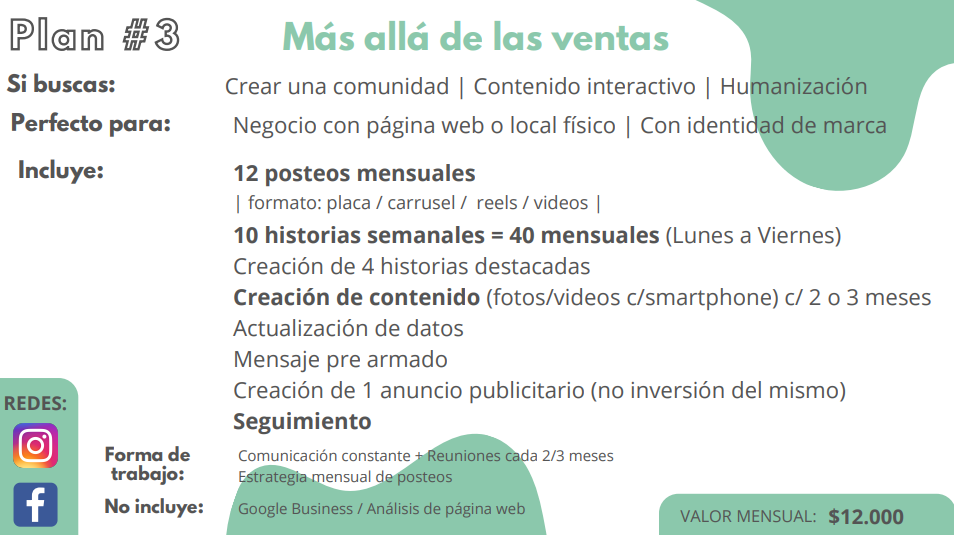 Plan #3
Más allá de las ventas
Si buscas:
Crear una comunidad | Contenido interactivo | Humanización
Perfecto para:
Negocio con página web o local físico | Con identidad de marca
Incluye:
12 posteos mensuales
| formato: placa / carrusel / reels / videos |
10 historias semanales = 40 mensuales (Lunes a Viernes)
Creación de 4 historias destacadas
Creación de contenido (fotos/videos c/smartphone) c/ 2 o 3 meses
Actualización de datos
Mensaje pre armado
Creación de 1 anuncio publicitario (no inversión del mismo)
Seguimiento
REDES:
Forma de
trabajo:
Comunicación constante + Reuniones cada 2/3 meses
Estrategia mensual de posteos
No incluye:
Google Business / Análisis de página web
VALOR MENSUAL: $12.000